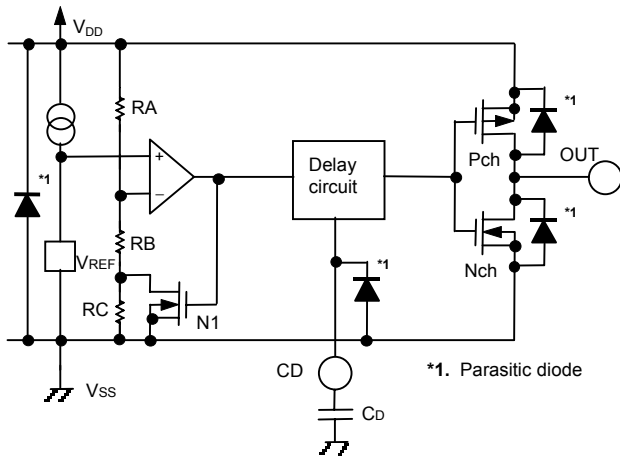 VDD
RA
*1
*1
Pch
OUT
+
−
Delay
circuit
*1
VREF
RB
Nch
*1
RC
N1
*1
VSS
CD
*1. Parasitic diode
CD